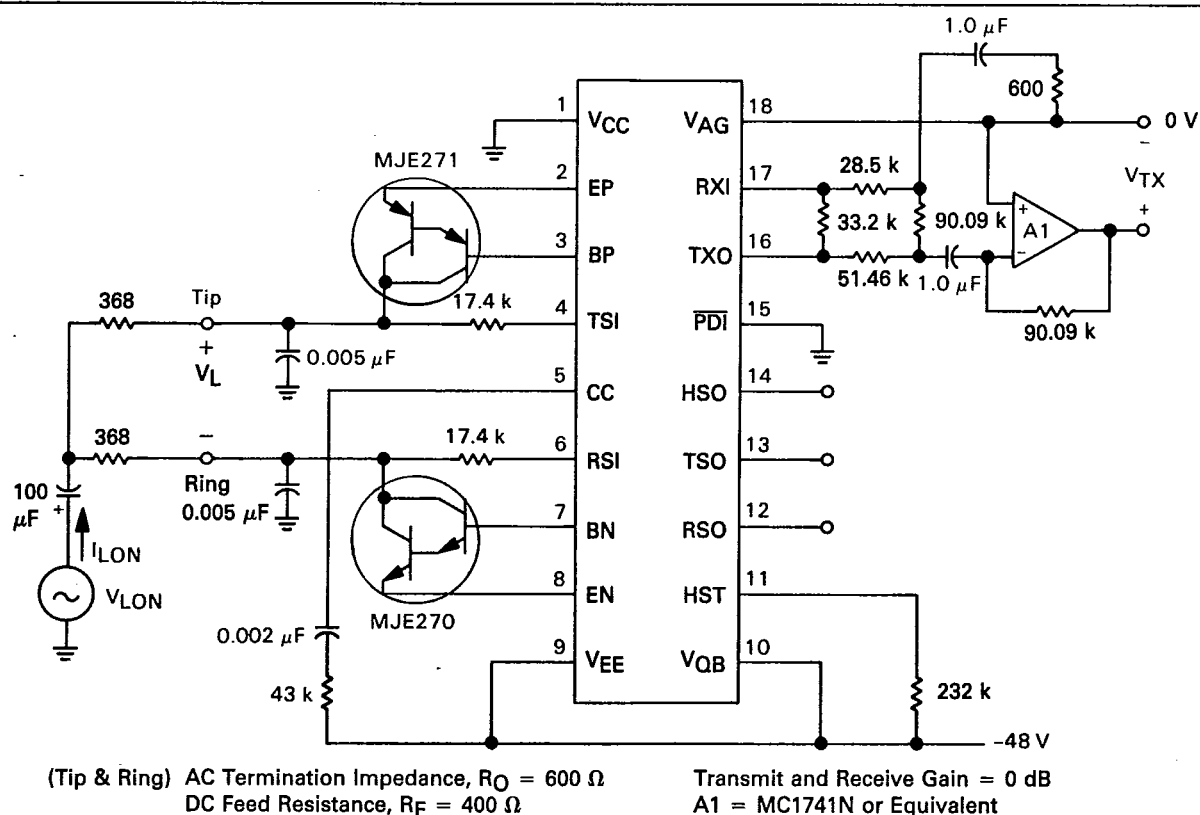 1.0 µF
600
1
VCC
VAG
18
0 V
−
VTX
+
MJE271
2
EP
RXI
17
28.5 k
33.2 k
90.09 k
+
A1
−
3
BP
TXO
16
51.46 k
1.0 µF
90.09 k
368
Tip
+
VL
17.4 k
4
TSI
PDI
15
0.005 µF
5
CC
HSO
14
368
−
Ring
17.4 k
6
RSI
TSO
13
100
µF
+
0.005 µF
7
BN
RSO
12
ILON
VLON
8
EN
HST
11
MJE270
0.002 µF
9
VEE
VQB
10
43 k
232 k
−48 V
(Tip & Ring) AC Termination Impedance, RO = 600 Ω
DC Feed Resistance, RF = 400 Ω
Transmit and Receive Gain = 0 dB
A1 = MC1741N or Equivalent